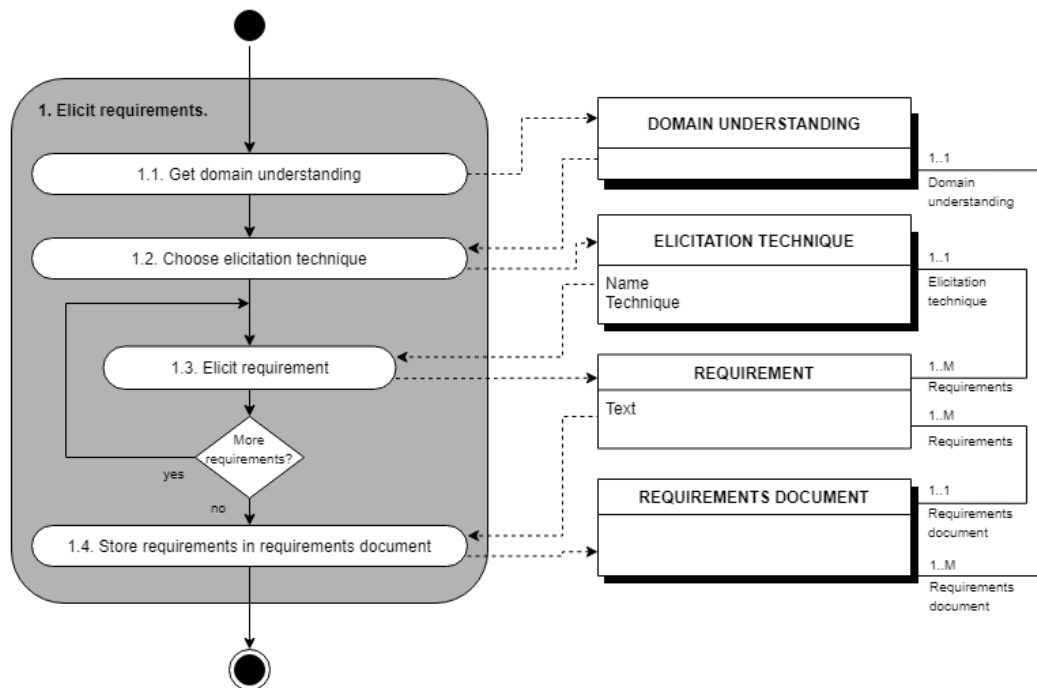 1. Elicit requirements.
1.1. Get domain understanding
1.2. Choose elicitation technique
1.3. Elicit requirement
More
requirements?
yes
no
1.4. Store requirements in requirements document
DOMAIN UNDERSTANDING
1..1
Domain
understanding
ELICITATION TECHNIQUE
Name
Technique
1..1
Elicitation
technique
REQUIREMENT
Text
1..M
Requirements
1..M
Requirements
REQUIREMENTS DOCUMENT
1..1
Requirements
document
1..M
Requirements
document